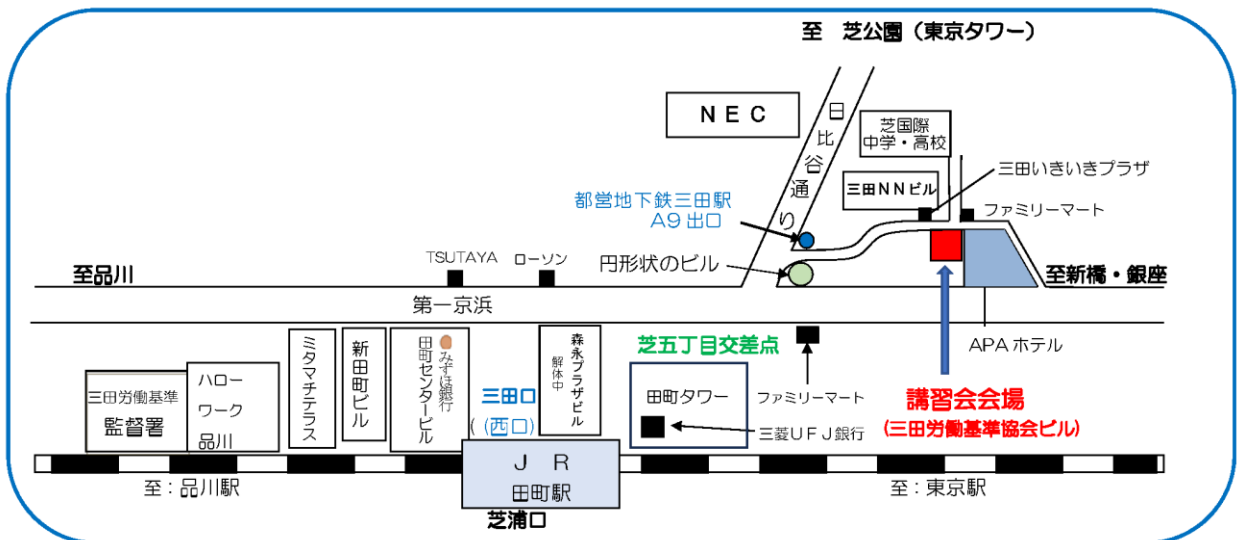 至　芝公園（東京タワー）
ＮＥＣ
日比谷通り
芝国際
中学・高校
三田いきいきプラザ
三田ＮＮビル
都営地下鉄三田駅
A9 出口
ファミリーマート
円形状のビル
TSUTAYA
ローソン
至品川
至新橋・銀座
第一京浜
APA ホテル
芝五丁目交差点
ファミリーマート
講習会会場
(三田労働基準協会ビル)
三田労働基準
監督署
ハロー
ワーク
品川
ミタマチテラス
新田町ビル
みずほ銀行
田町センタービル
三田口
(（西口）
森永プラザビル
解体中
田町タワー
三菱ＵＦＪ銀行
Ｊ　Ｒ
田町駅
至：品川駅
至：東京駅
芝浦口